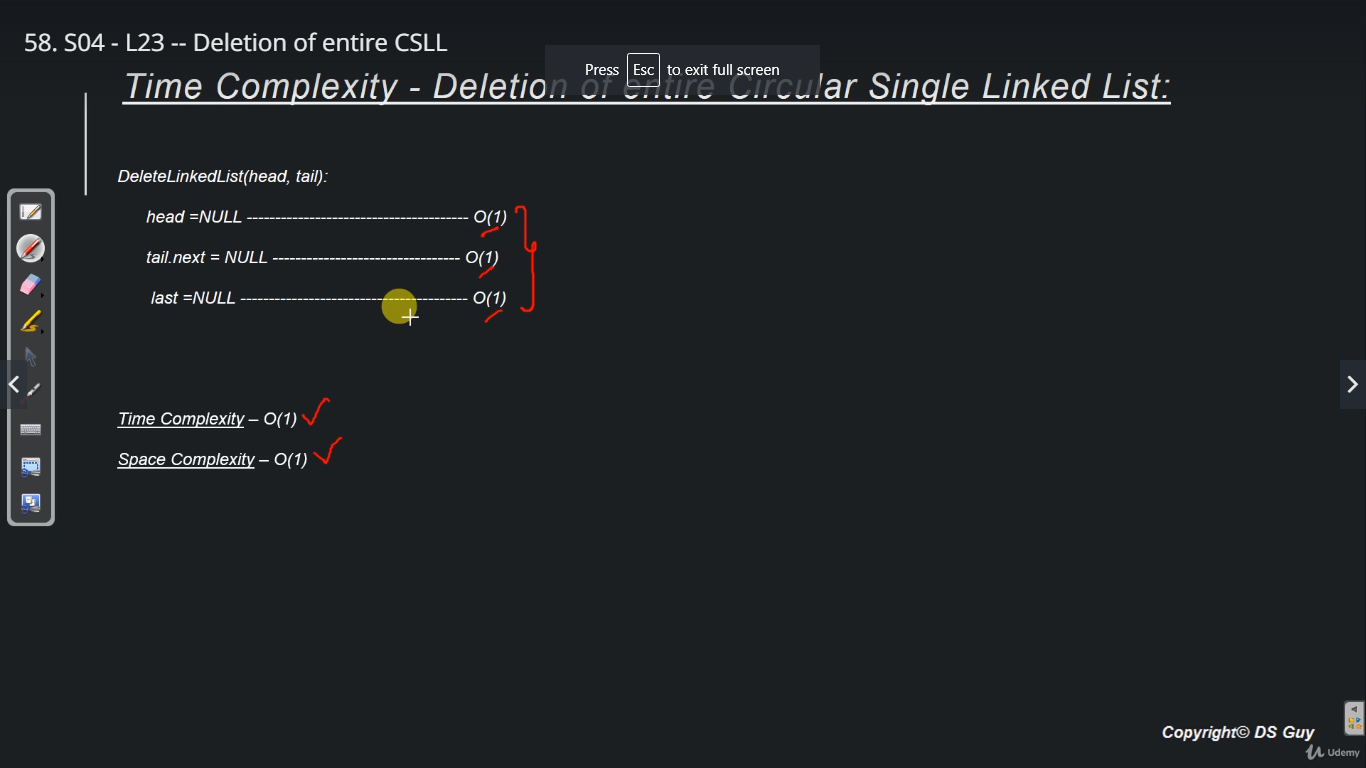 58. S04 - L23 -- Deletion of entire CSLL
Press Esc to exit full screen
Time Complexity - Deletion of entire Circular Single Linked List:
DeleteLinkedList(head, tail):
head =NULL --------------------------------------- O(1)
tail.next = NULL --------------------------------- O(1)
last =NULL ---------------------------------------- O(1)
Time Complexity – O(1)
Space Complexity – O(1)
Copyright© DS Guy
Udemy